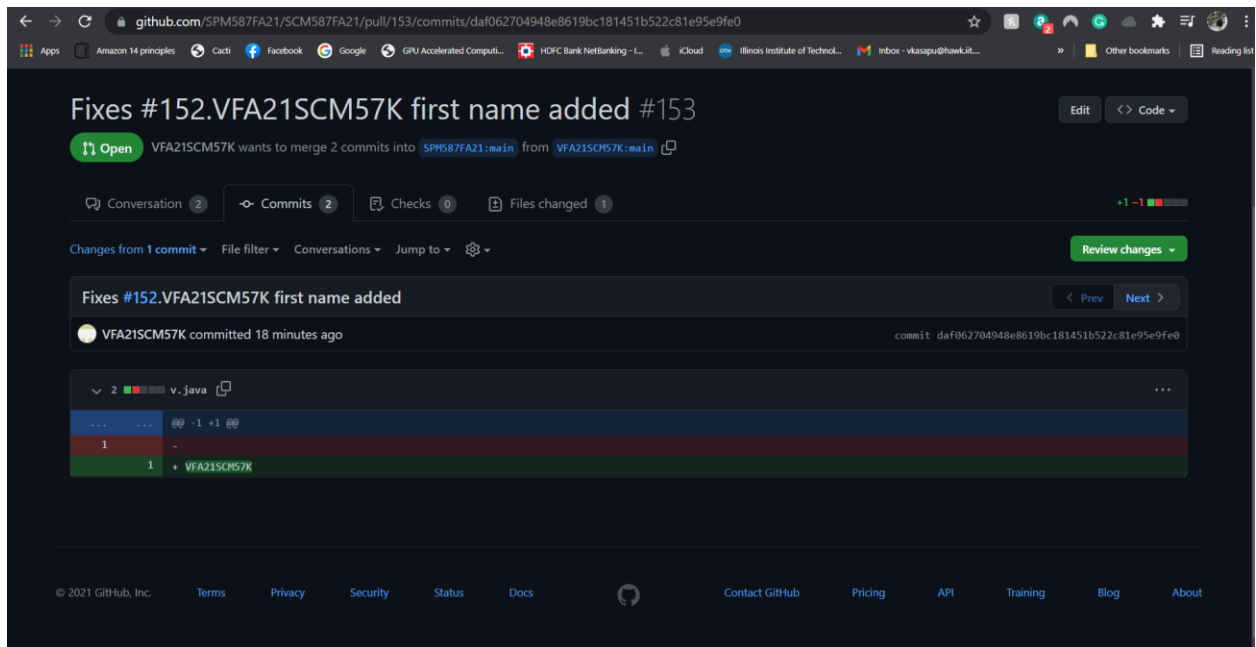 github.com/SPM587FA21/SCM587FA21/pull/153/commits/daf062704948e8619bc181451b522c81e95e9fe0
2
Apps Amazon 14 principles Cacti Facebook Google GPU Accelerated Computi... HDFC Bank NetBanking - I... iCloud Illinois Institute of Technol... Inbox - vkasapu@hawk.iit.... » Other bookmarks Reading list
Fixes #152.VFA21SCM57K first name added #153
Edit <> Code
Open VFA21SCM57K wants to merge 2 commits into SPM587FA21:main from VFA21SCM57K:main
Conversation 2 Commits 2 Checks 0 Files changed 1 +1 −1
Changes from 1 commit File filter Conversations Jump to Review changes
Fixes #152.VFA21SCM57K first name added < Prev Next >
VFA21SCM57K committed 18 minutes ago commit daf062704948e8619bc181451b522c81e95e9fe0
2 v.java ...
... ... @@ -1 +1 @@
1 -
1 + VFA21SCM57K
© 2021 GitHub, Inc. Terms Privacy Security Status Docs Contact GitHub Pricing API Training Blog About